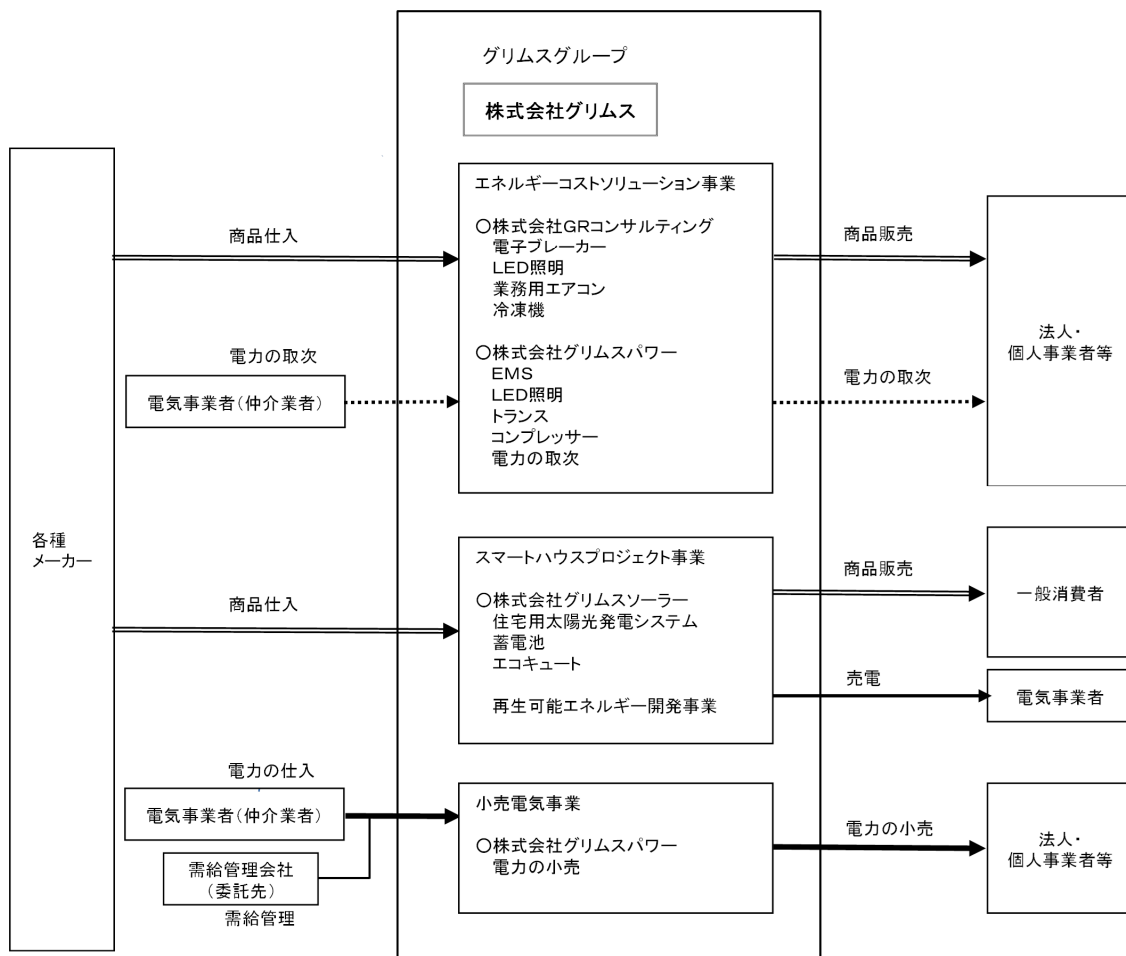 グリムスグループ
株式会社グリムス
各種
メーカー
商品仕入
電力の取次
電気事業者(仲介業者)
エネルギーコストソリューション事業
○株式会社GRコンサルティング
電子ブレーカー
LED照明
業務用エアコン
冷凍機
○株式会社グリムスパワー
EMS
LED照明
トランス
コンプレッサー
電力の取次
商品販売
電力の取次
法人・
個人事業者等
商品仕入
スマートハウスプロジェクト事業
○株式会社グリムスソーラー
住宅用太陽光発電システム
蓄電池
エコキュート
再生可能エネルギー開発事業
商品販売
一般消費者
売電
電気事業者
電力の仕入
電気事業者(仲介業者)
需給管理会社
(委託先)
需給管理
小売電気事業
○株式会社グリムスパワー
電力の小売
電力の小売
法人・
個人事業者等